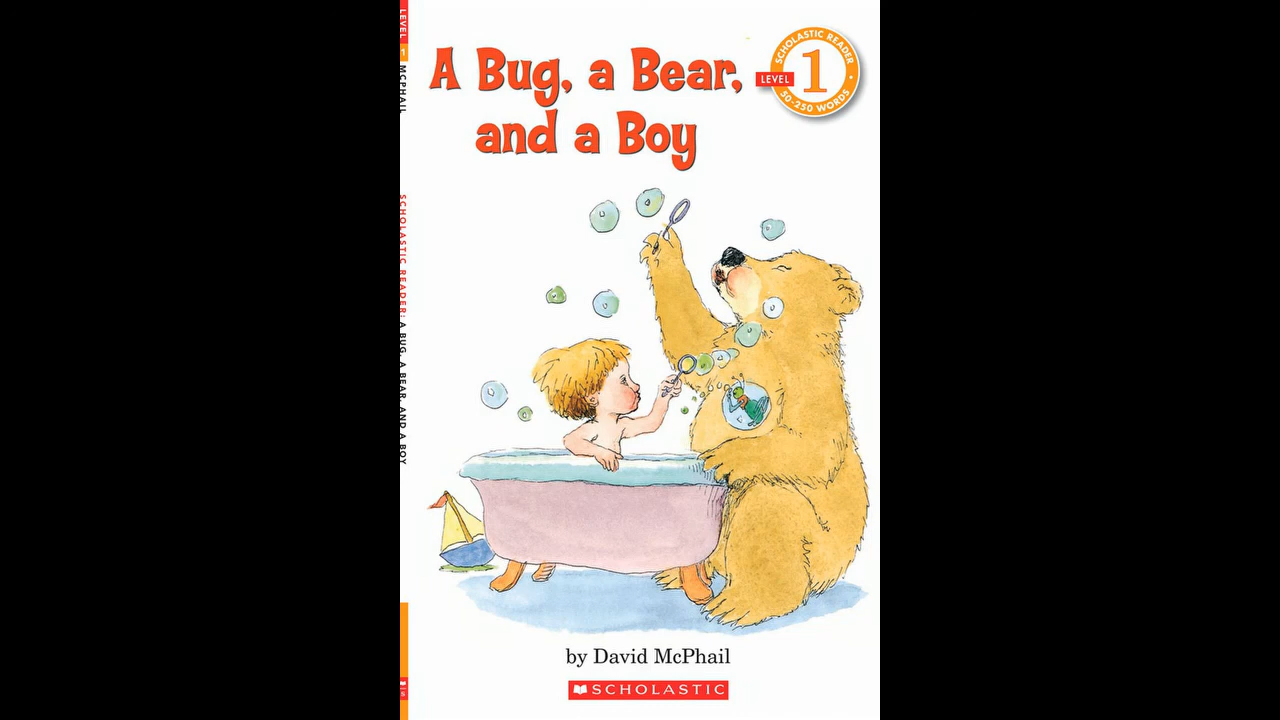 LEVEL 1 MCPHAIL
SCHOLASTIC READER: A BUG, A BEAR, AND A BOY
A Bug, a Bear,
and a Boy
SCHOLASTIC READER
LEVEL 1
50-250 WORDS
by David McPhail
SCHOLASTIC